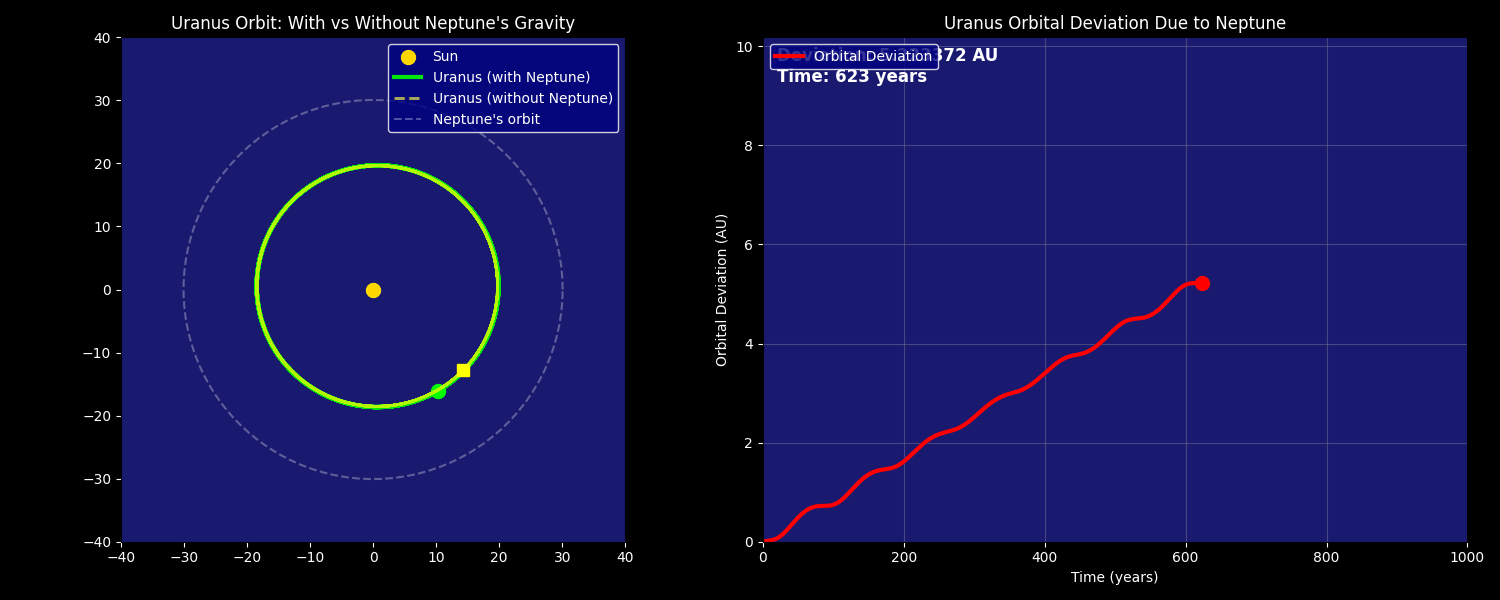 Uranus Orbit: With vs Without Neptune's Gravity
40
30
20
10
0
−10
−20
−30
−40
−40
−30
−20
−10
0
10
20
30
40
Sun
Uranus (with Neptune)
Uranus (without Neptune)
Neptune's orbit
Uranus Orbital Deviation Due to Neptune
Orbital Deviation (AU)
10
8
6
4
2
0
0
200
400
600
800
1000
Time (years)
Orbital Deviation
372 AU
Time: 623 years